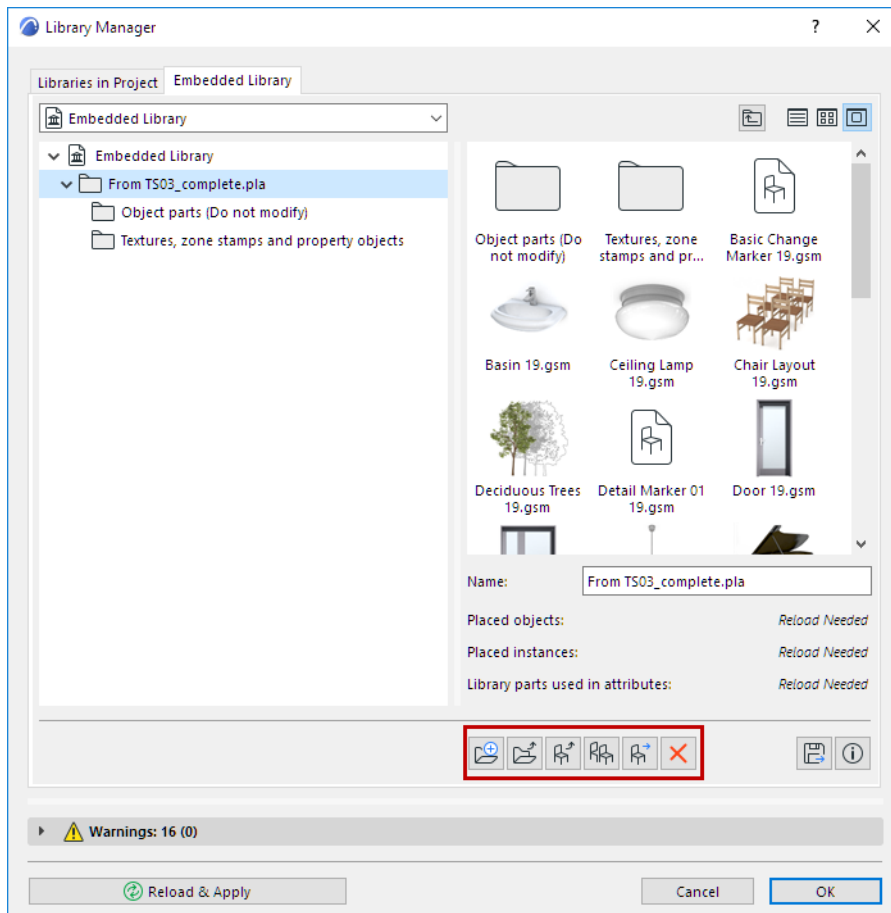 Library Manager
?
Libraries in Project
Embedded Library
Embedded Library
Embedded Library
From TS03_complete.pla
Object parts (Do not modify)
Textures, zone stamps and property objects
Object parts (Do
not modify)
Textures, zone
stamps and pr...
Basic Change
Marker 19.gsm
Basin 19.gsm
Ceiling Lamp
19.gsm
Chair Layout
19.gsm
Deciduous Trees
19.gsm
Detail Marker 01
19.gsm
Door 19.gsm
Name:
From TS03_complete.pla
Placed objects:
Reload Needed
Placed instances:
Reload Needed
Library parts used in attributes:
Reload Needed
Warnings: 16 (0)
Reload & Apply
Cancel
OK